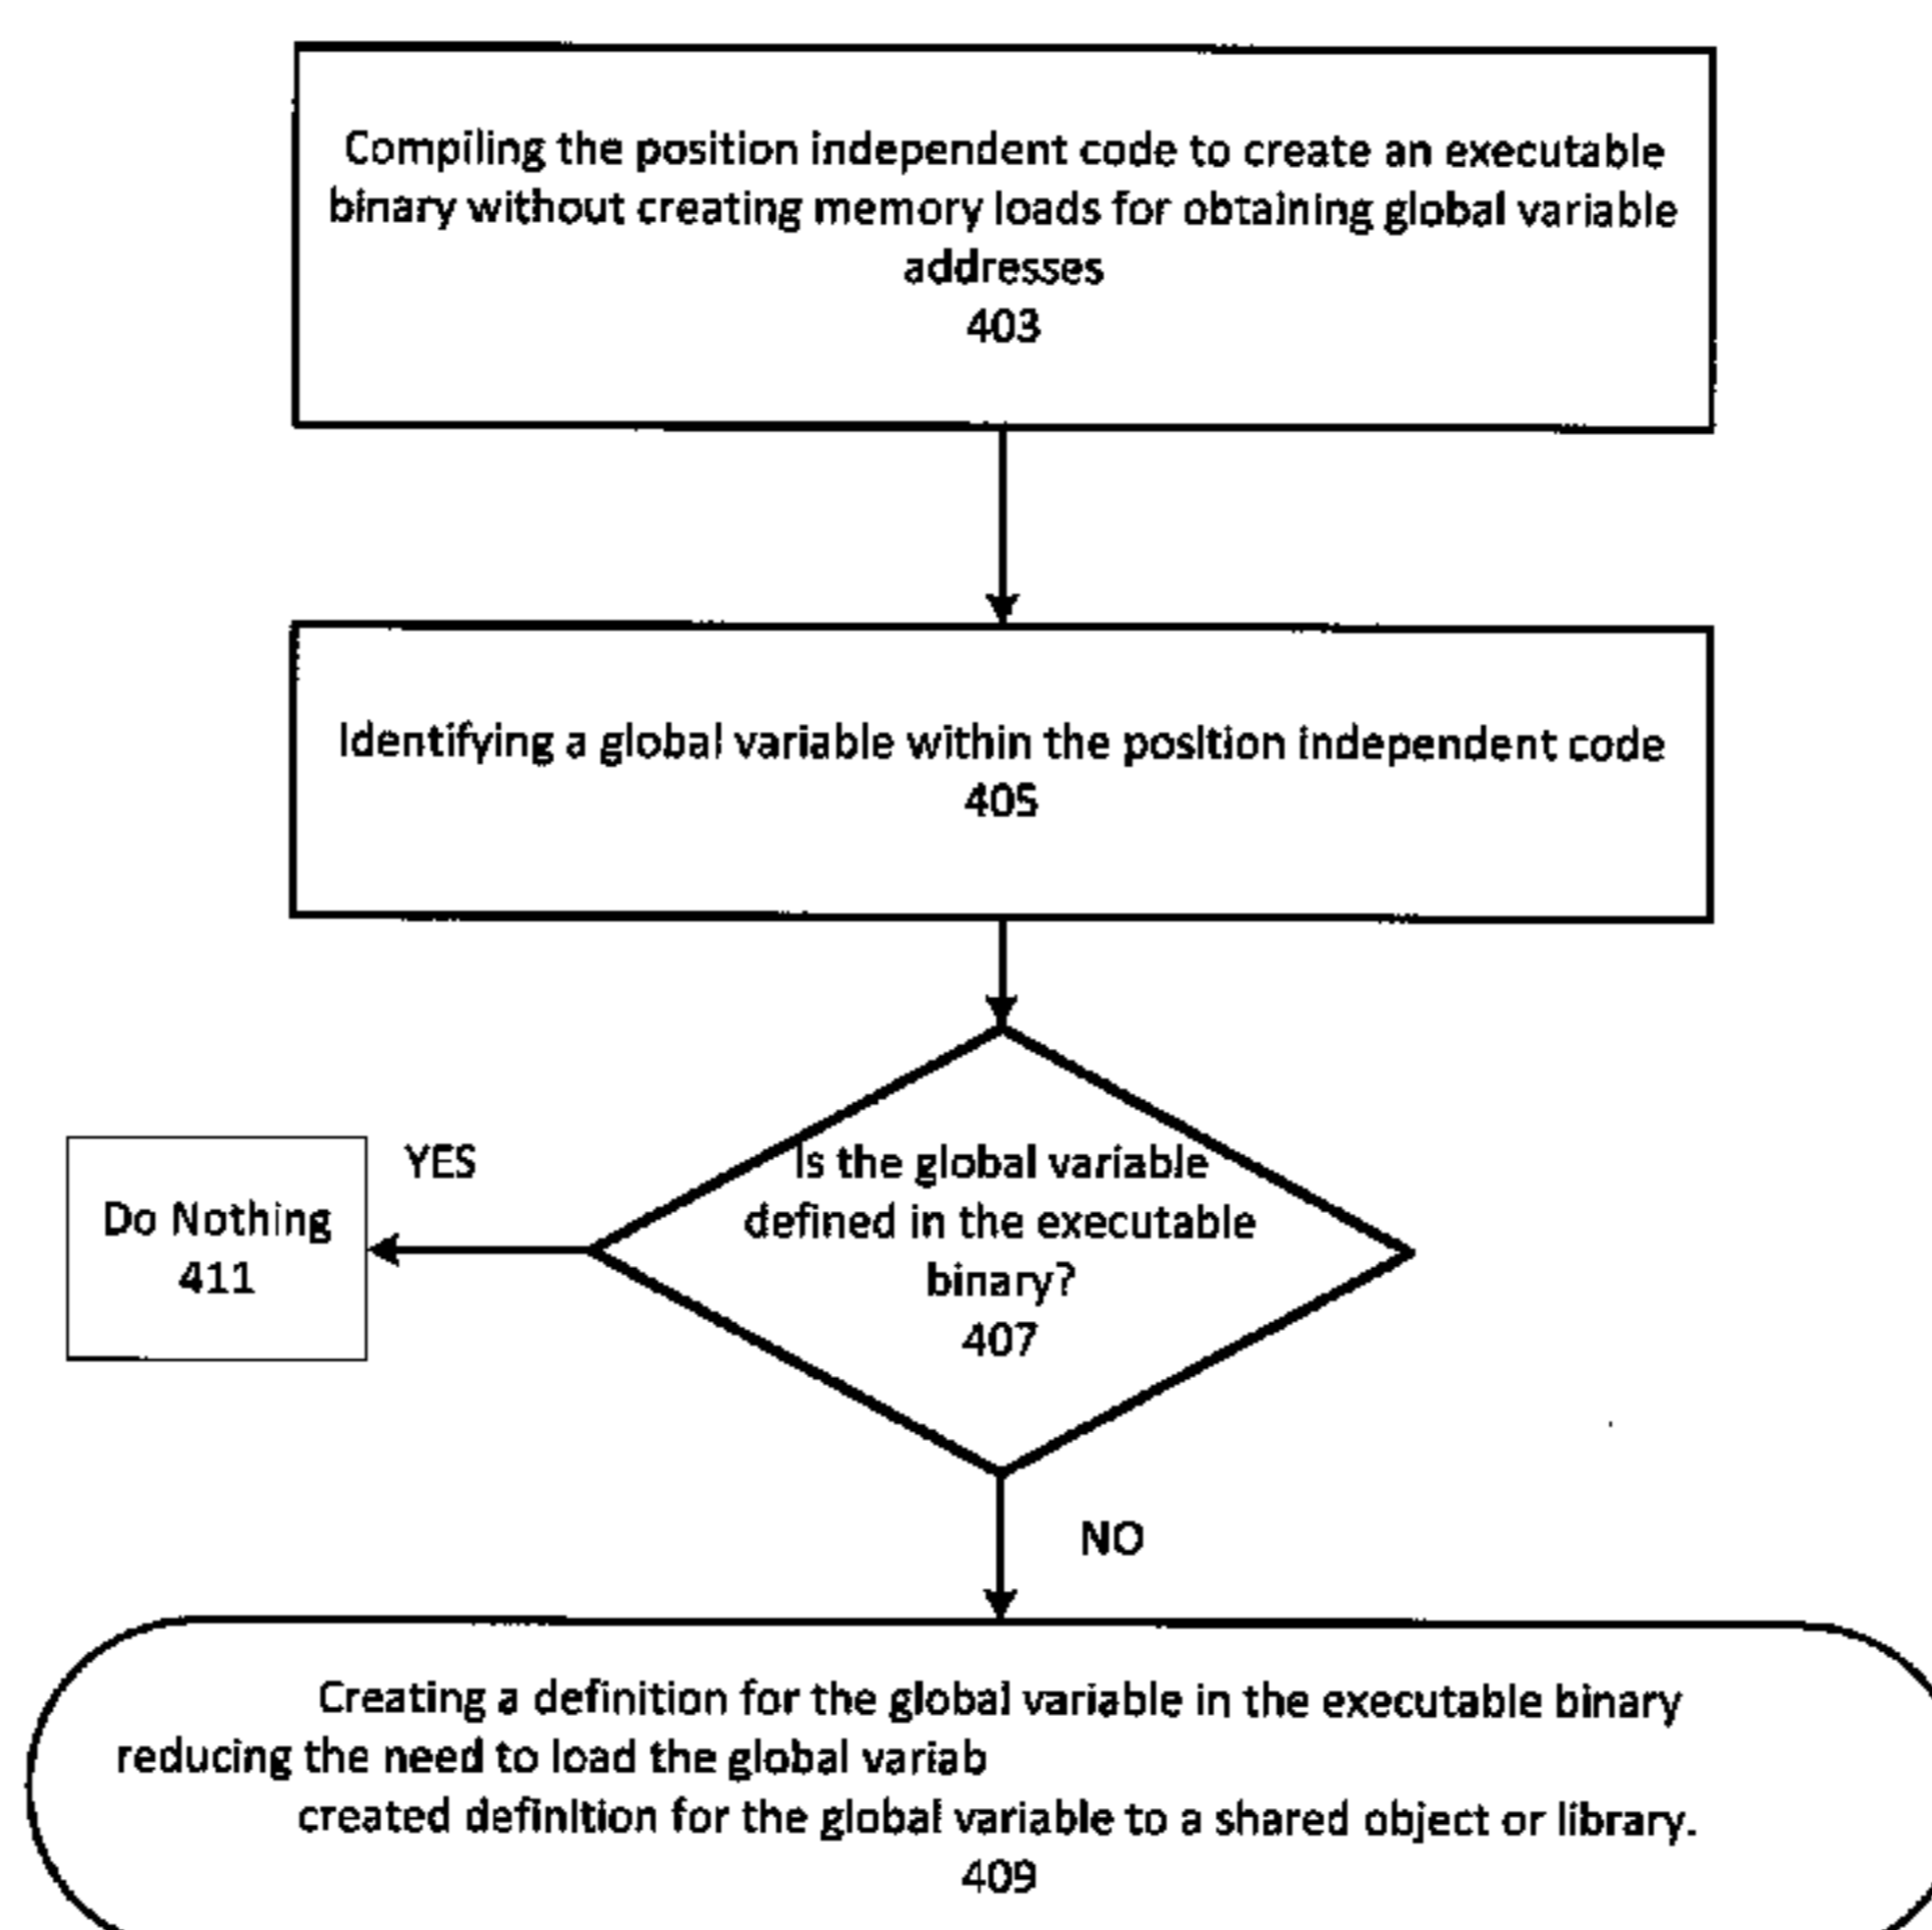 Compiling the position independent code to create an executable
binary without creating memory loads for obtaining global variable
addresses
403
Identifying a global variable within the position independent code
405
YES
Do Nothing
411
Is the global variable
defined in the executable
binary?
407
NO
Creating a definition for the global variable in the executable binary
reducing the need to load the global variab
created definition for the global variable to a shared object or library.
409